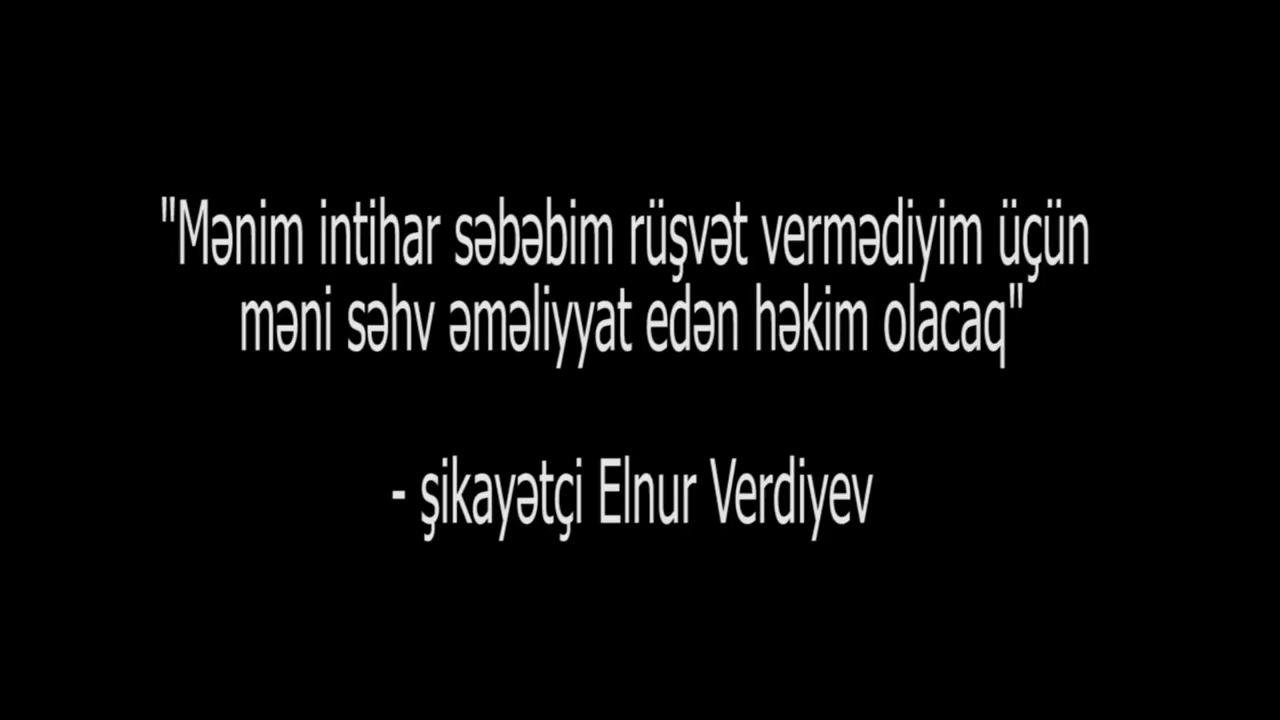 "Mənim intihar səbəbim rüşvət vermədiyim üçün
məni səhv əməliyyat edən həkim olacaq"
- şikayətçi Elnur Verdiyev